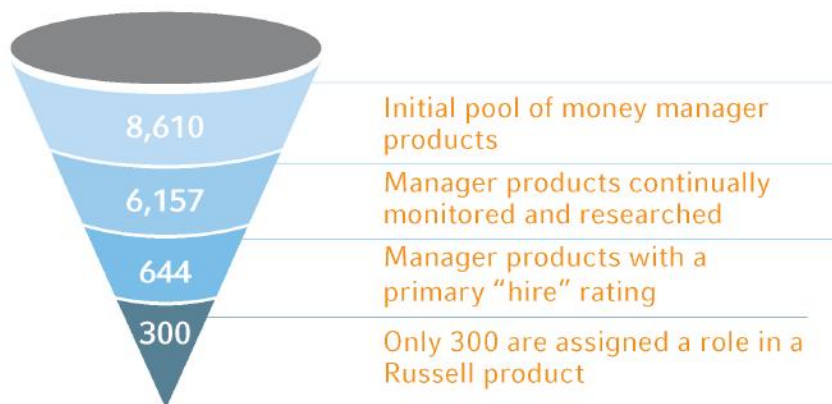 8,610
Initial pool of money manager
products
6,157
Manager products continually
monitored and researched
644
Manager products with a
primary “hire” rating
300
Only 300 are assigned a role in a
Russell product